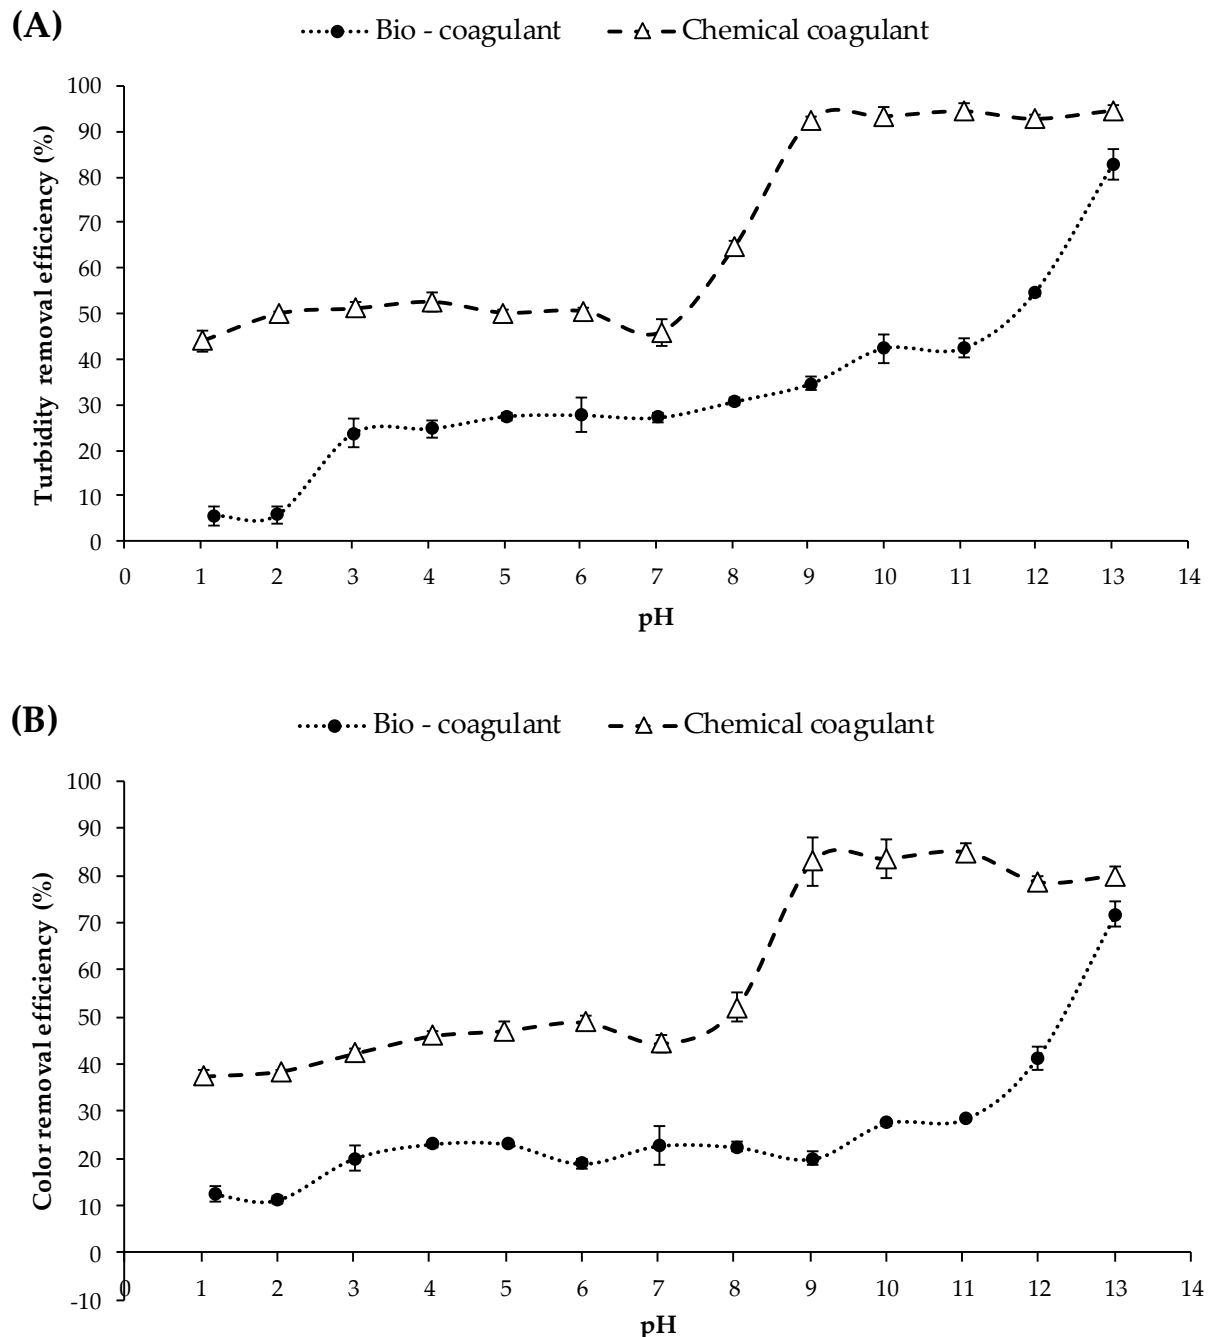 (A)
Bio - coagulant Chemical coagulant
Turbidity removal efficiency (%)
100
90
80
70
60
50
40
30
20
10
0
0 1 2 3 4 5 6 7 8 9 10 11 12 13 14
pH
(B)
Bio - coagulant Chemical coagulant
Color removal efficiency (%)
100
90
80
70
60
50
40
30
20
10
0
-10
0 1 2 3 4 5 6 7 8 9 10 11 12 13 14
pH